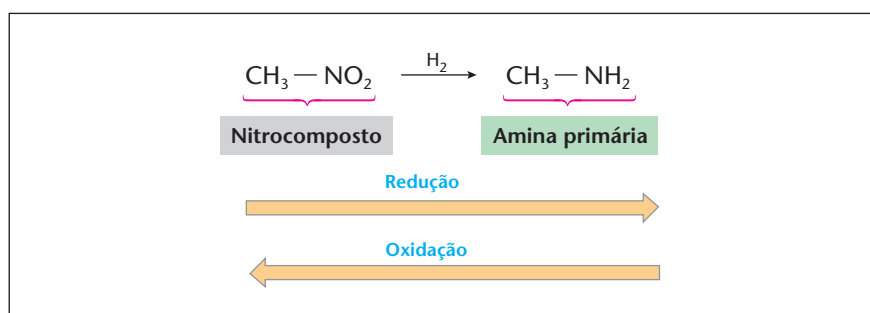 CH₃ — NO₂ H₂ → CH₃ — NH₂
Nitrocomposto Amina primária
Redução
Oxidação